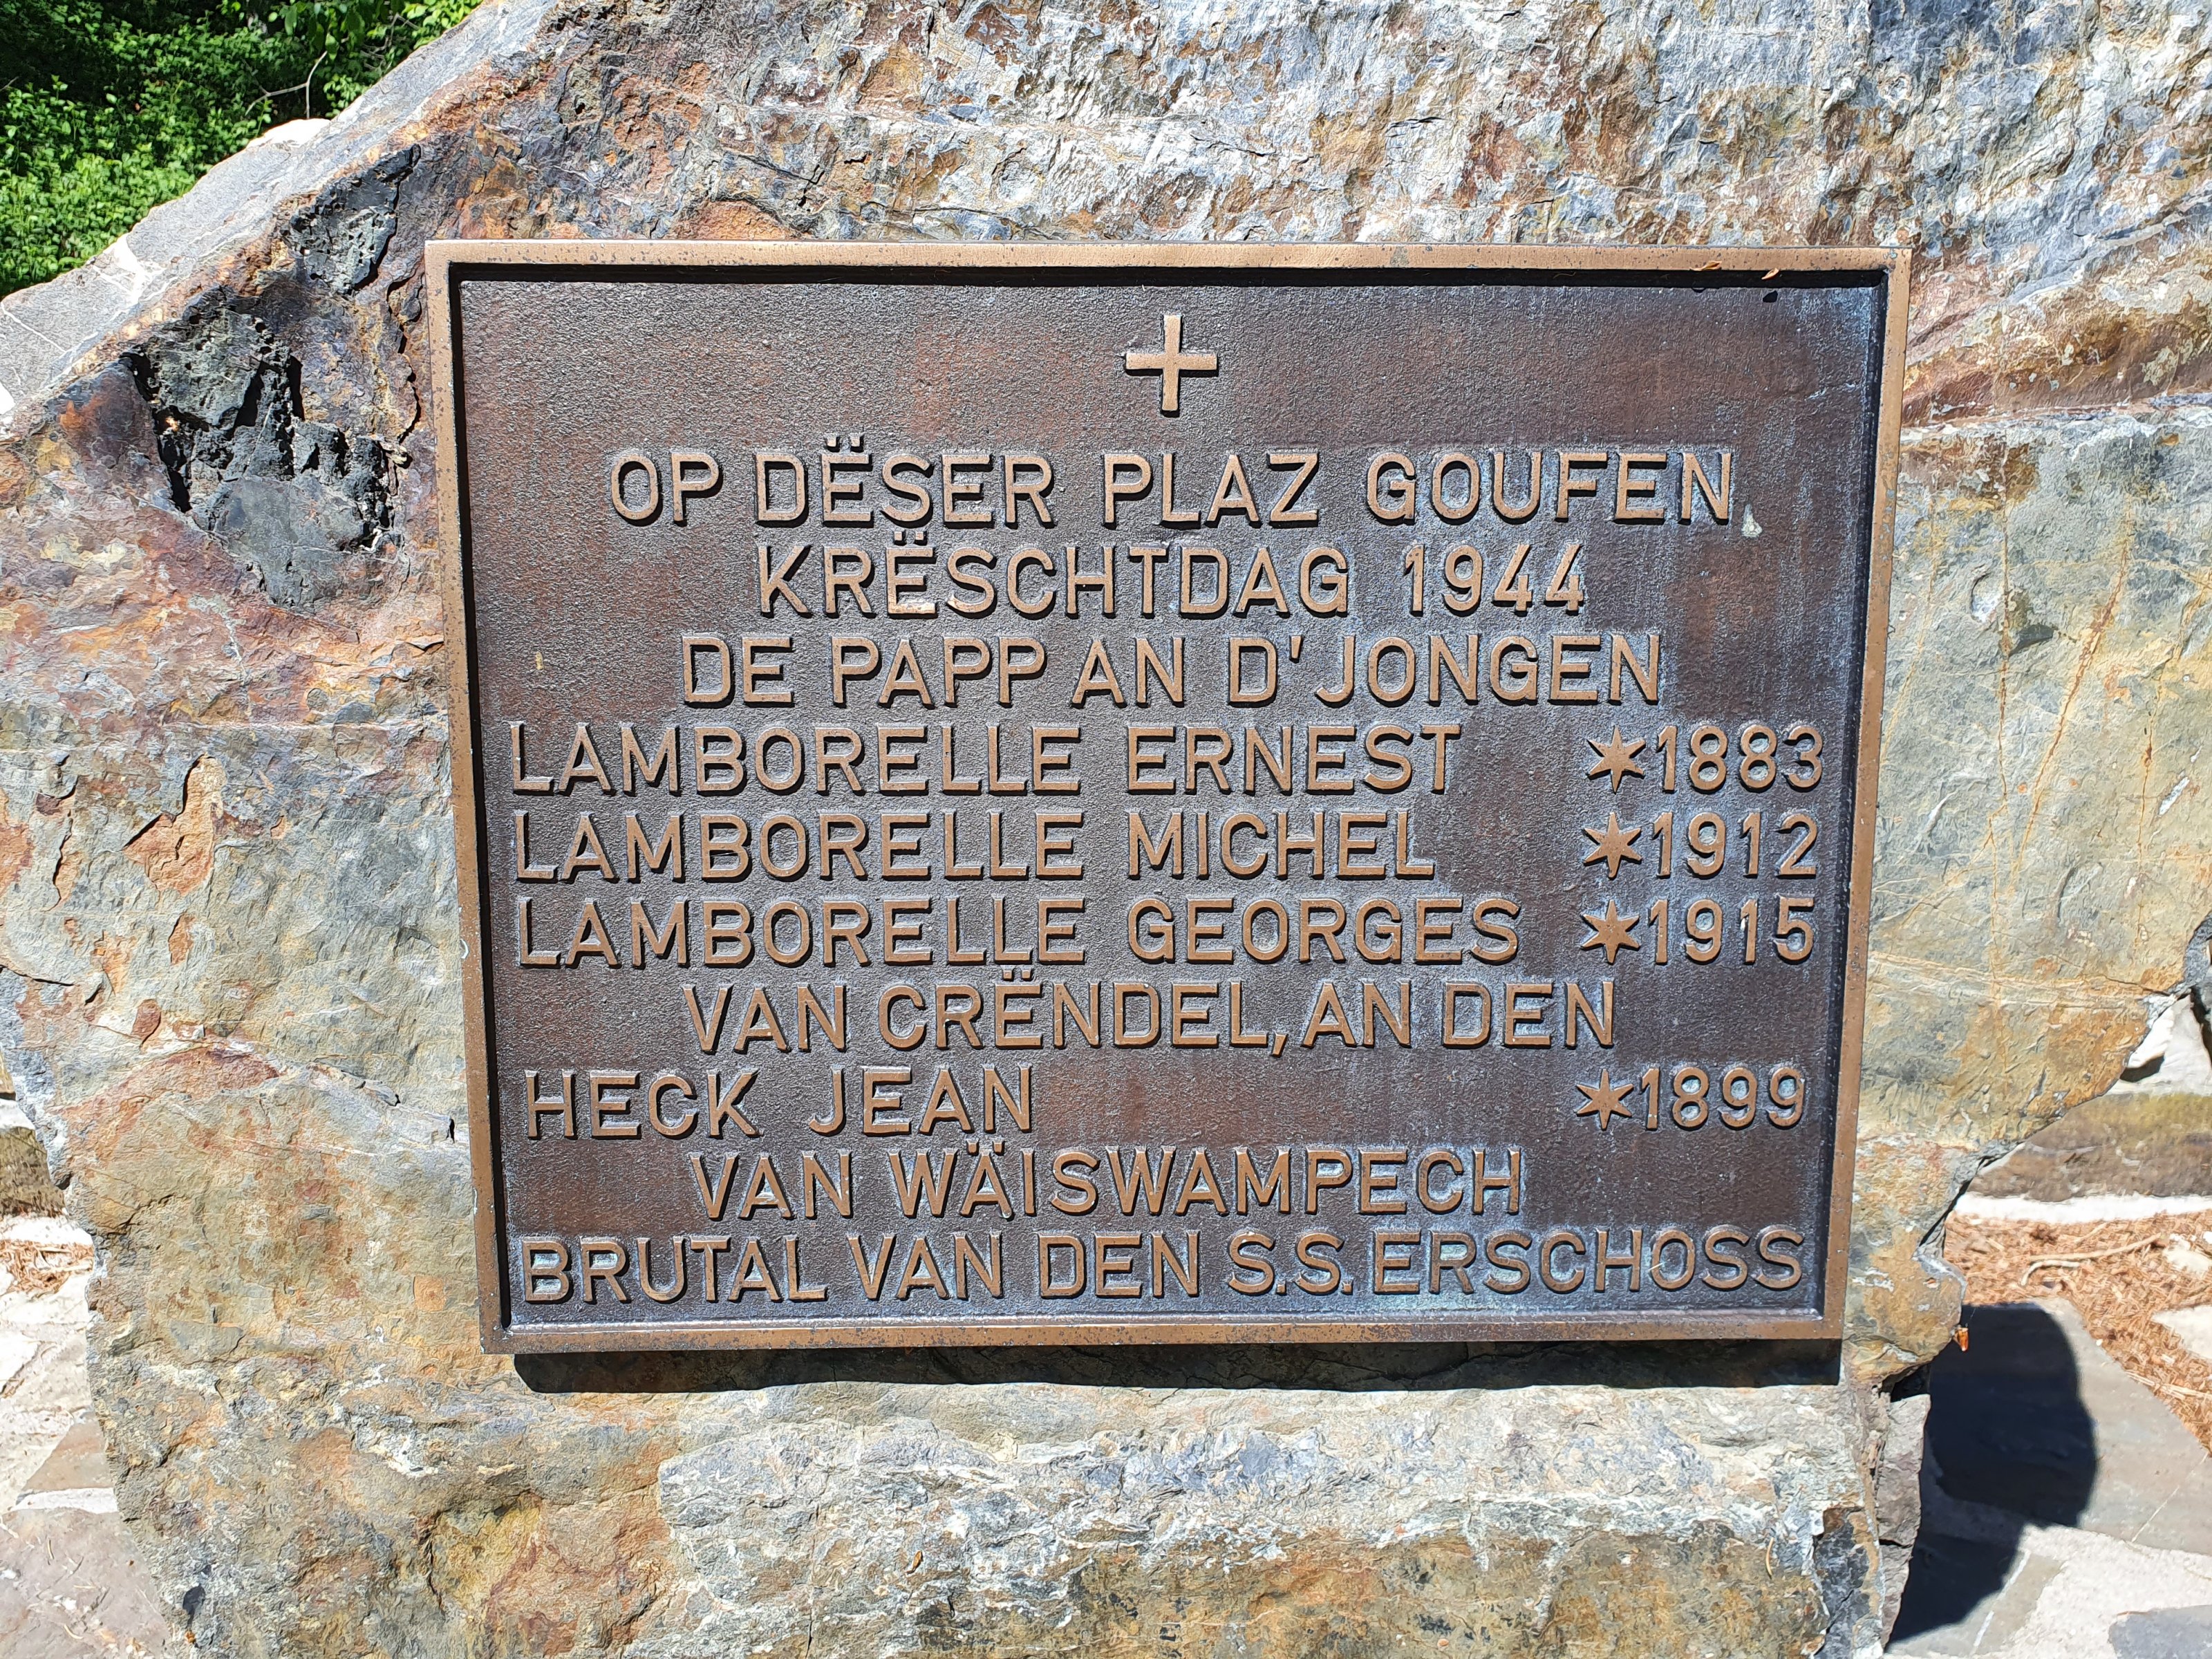 OP DËSER PLAZ GOUFEN
KRËSCHTDAG 1944
DE PAPP AN D'JONGEN
LAMBORELLE ERNEST *1883
LAMBORELLE MICHEL *1912
LAMBORELLE GEORGES *1915
VAN CRËNDEL, AN DEN
HECK JEAN *1899
VAN WÄISWAMPECH
BRUTAL VAN DEN S.S. ERSCHOSS